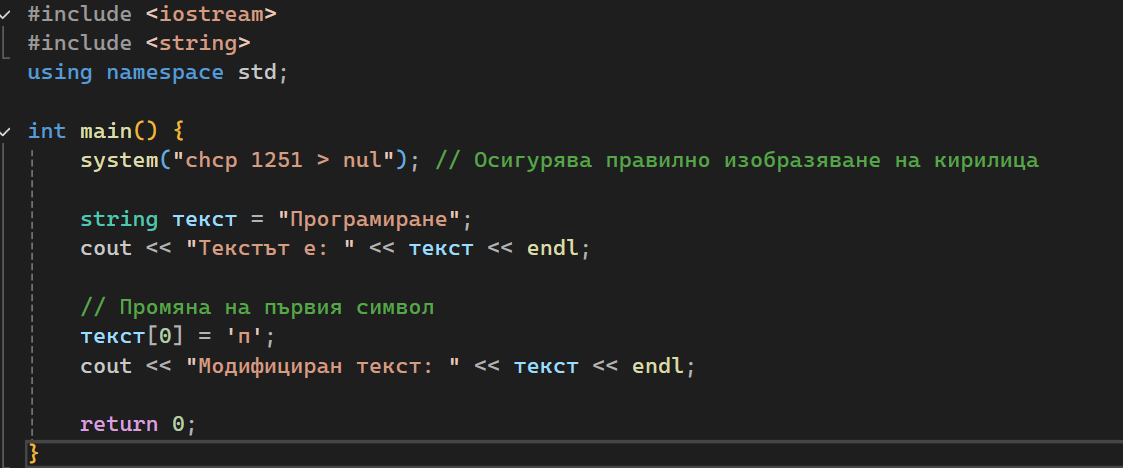 #include <iostream>
#include <string>
using namespace std;
int main() {
system("chcp 1251 > nul"); // Осигурява правилно изобразяване на кирилица
string текст = "Програмиране";
cout << "Текстът е: " << текст << endl;
// Промяна на първия символ
текст[0] = 'п';
cout << "Модифициран текст: " << текст << endl;
return 0;
}